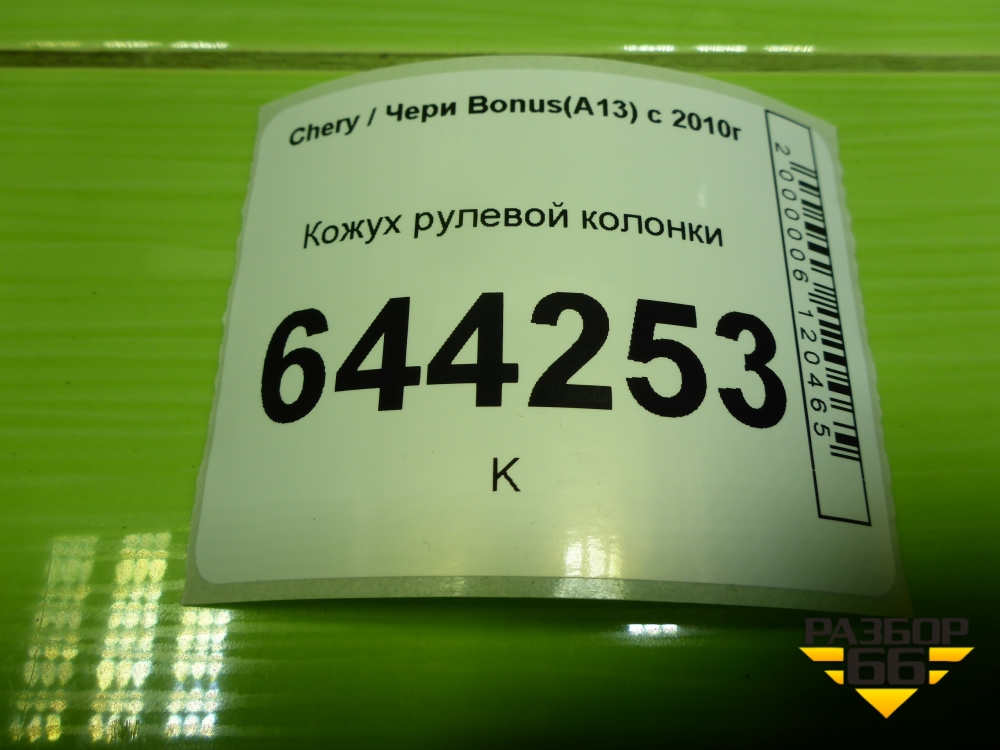 Chery / Чери Bonus(A13) с 2010г
Кожух рулевой колонки
644253
К
2000006120465
РАЗБОР
66